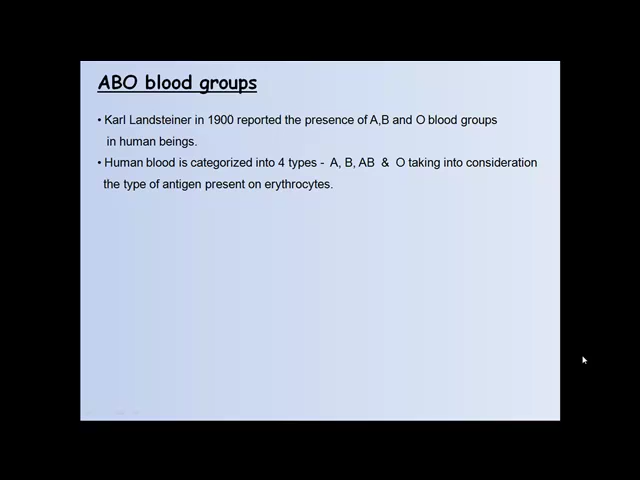 ABO blood groups
• Karl Landsteiner in 1900 reported the presence of A,B and O blood groups
in human beings.
• Human blood is categorized into 4 types - A, B, AB & O taking into consideration
the type of antigen present on erythrocytes.